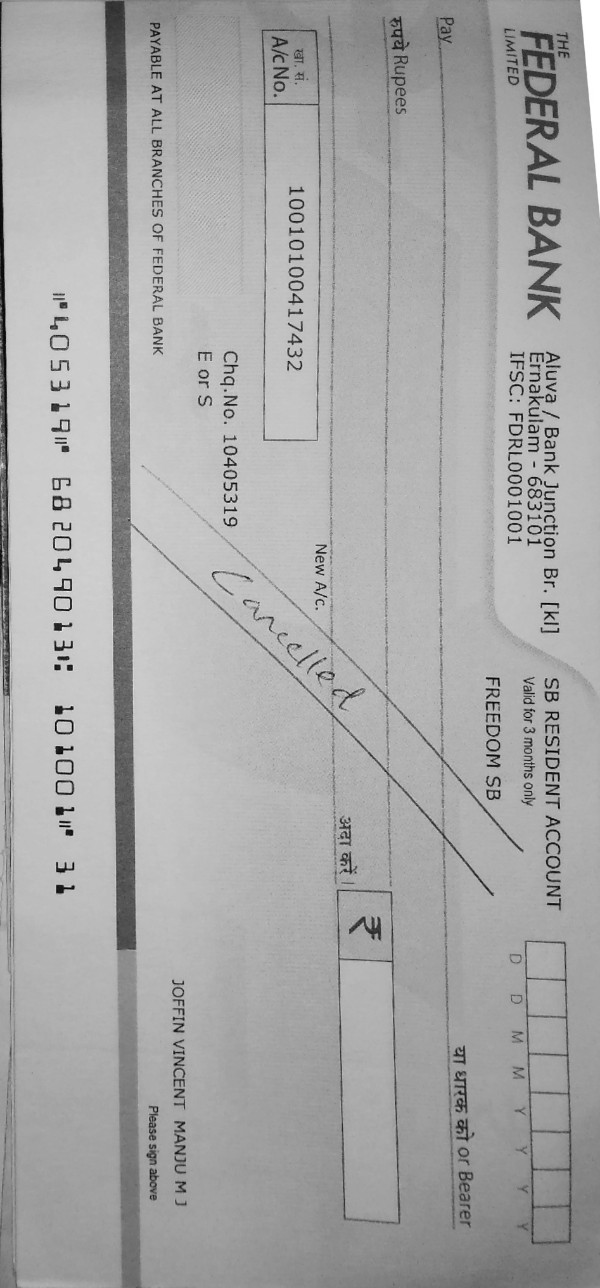 THE
FEDERAL BANK
LIMITED
Aluva / Bank Junction Br. [kl]
Ernakulam - 683101
IFSC: FDRL0001001
SB RESIDENT ACCOUNT
Valid for 3 months only
FREEDOM SB
D D M M Y Y Y Y
Pay
या धारक को or Bearer
रुपये Rupees
अदा करें।
₹
खा. सं.
A/c No.
10010100417432
New A/c.
Cancelled
Chq.No. 10405319
E or S
JOFFIN VINCENT MANJU M J
PAYABLE AT ALL BRANCHES OF FEDERAL BANK
Please sign above
⑈405319⑈ 682049013⑆ 101001⑈ 31